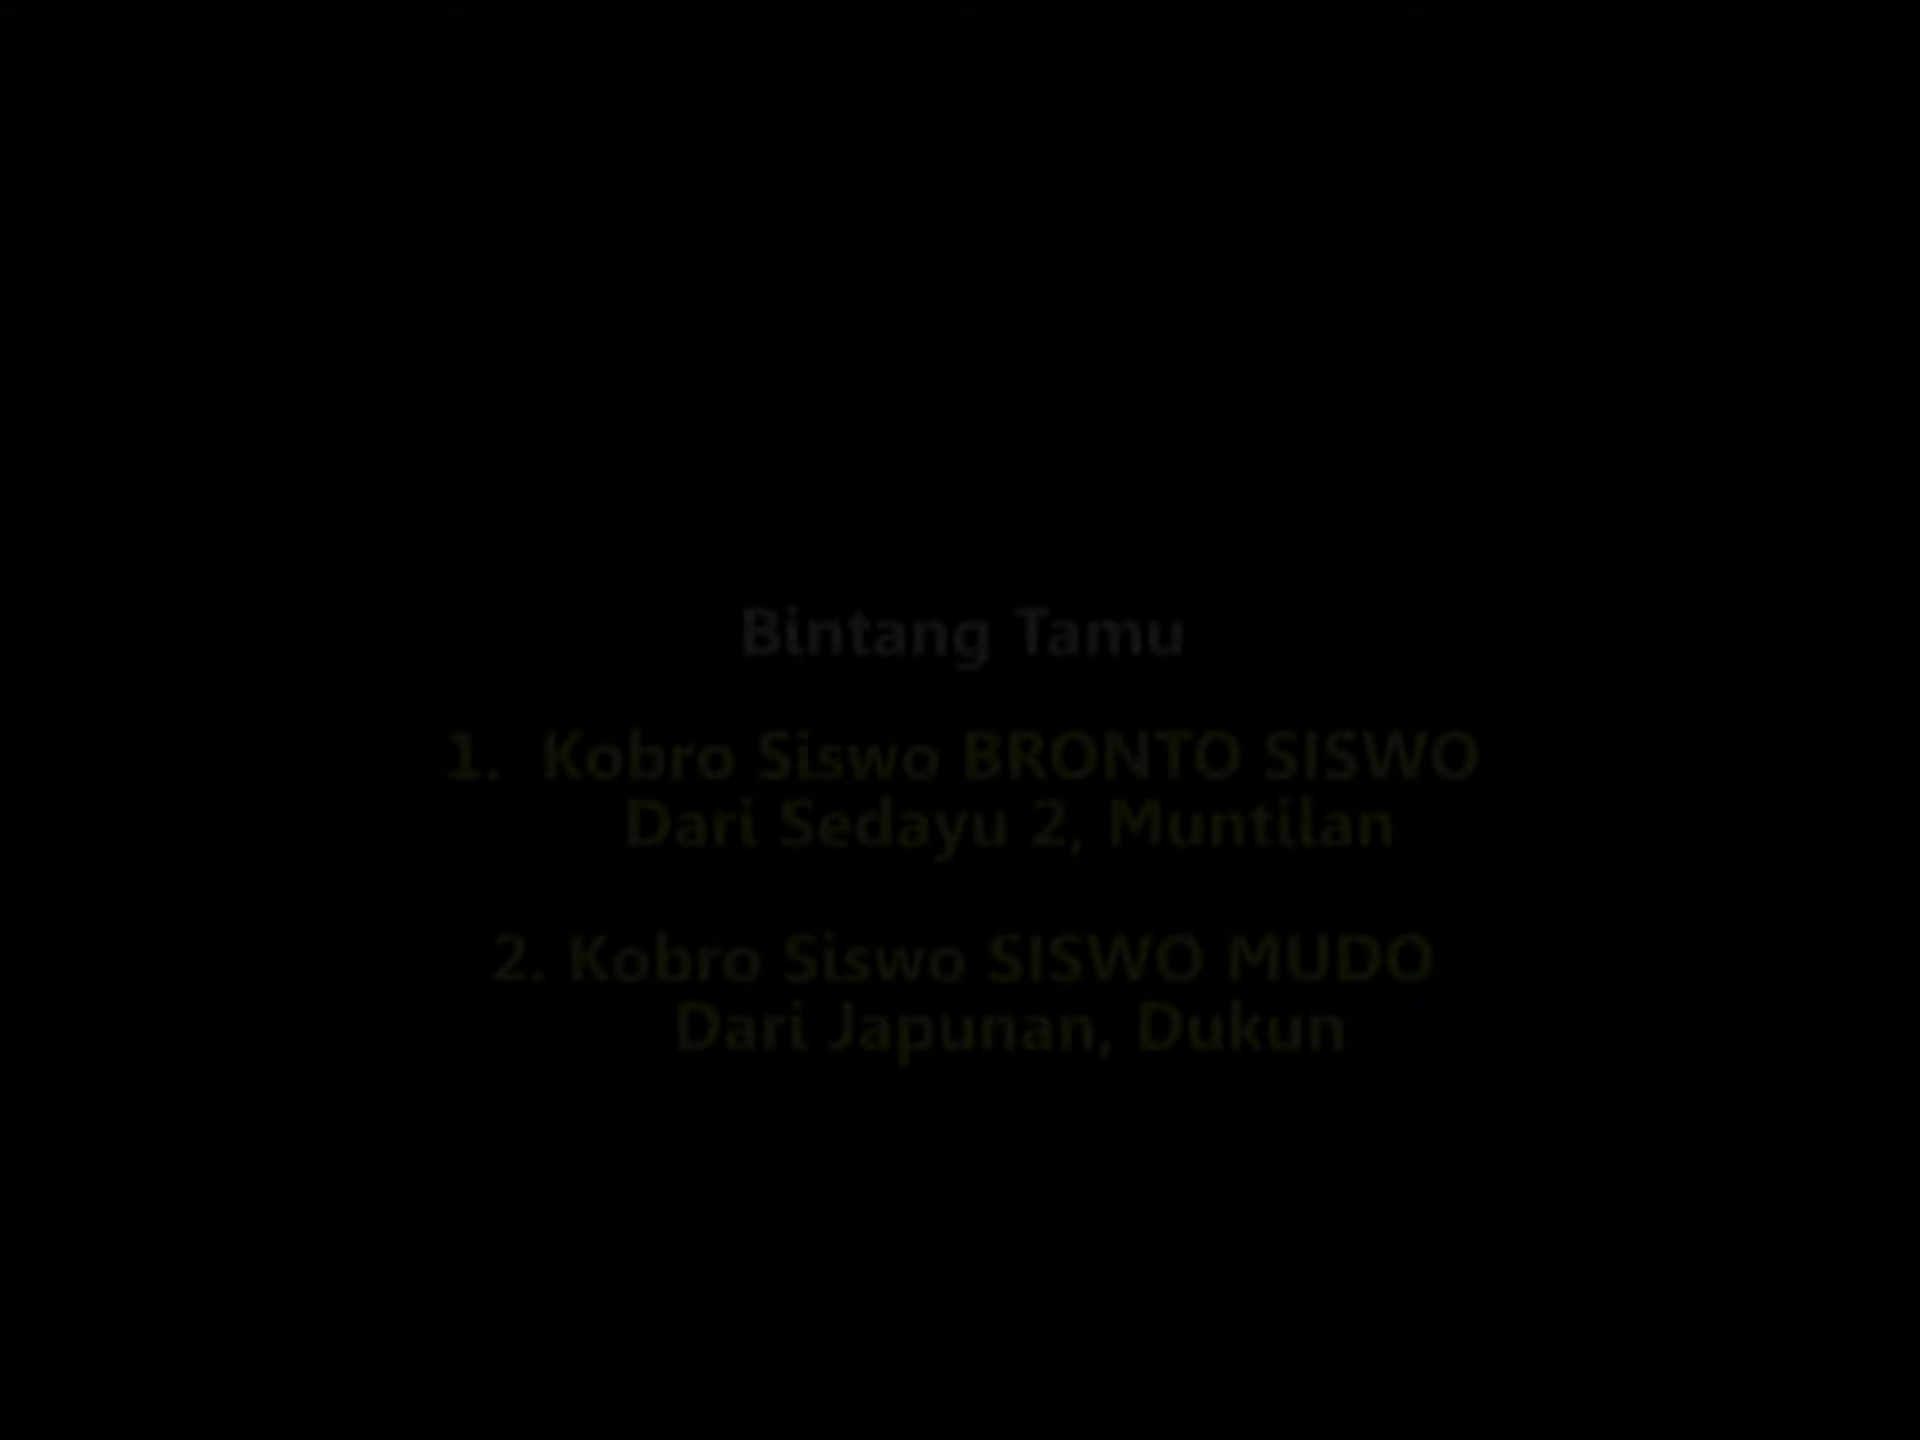 Bintang Tamu
1. Kobro Siswo BRONTO SISWO
Dari Sedayu 2, Muntilan
2. Kobro Siswo SISWO MUDO
Dari Japunan, Dukun